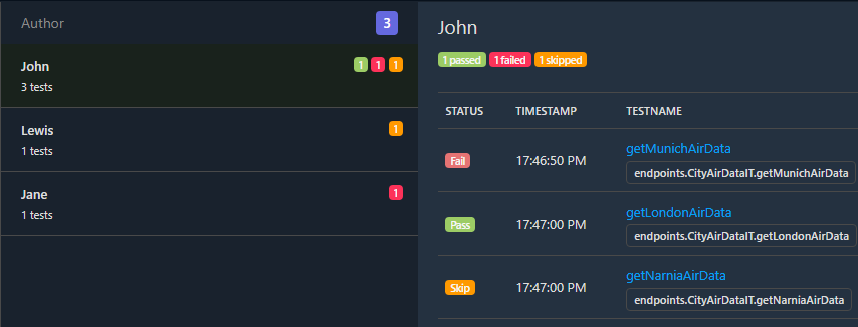 Author 3
John 1 1 1
3 tests
Lewis 1
1 tests
Jane 1
1 tests
John
1 passed 1 failed 1 skipped
STATUS TIMESTAMP TESTNAME
Fail 17:46:50 PM getMunichAirData
endpoints.CityAirDataIT.getMunichAirData
Pass 17:47:00 PM getLondonAirData
endpoints.CityAirDataIT.getLondonAirData
Skip 17:47:00 PM getNarniaAirData
endpoints.CityAirDataIT.getNarniaAirData